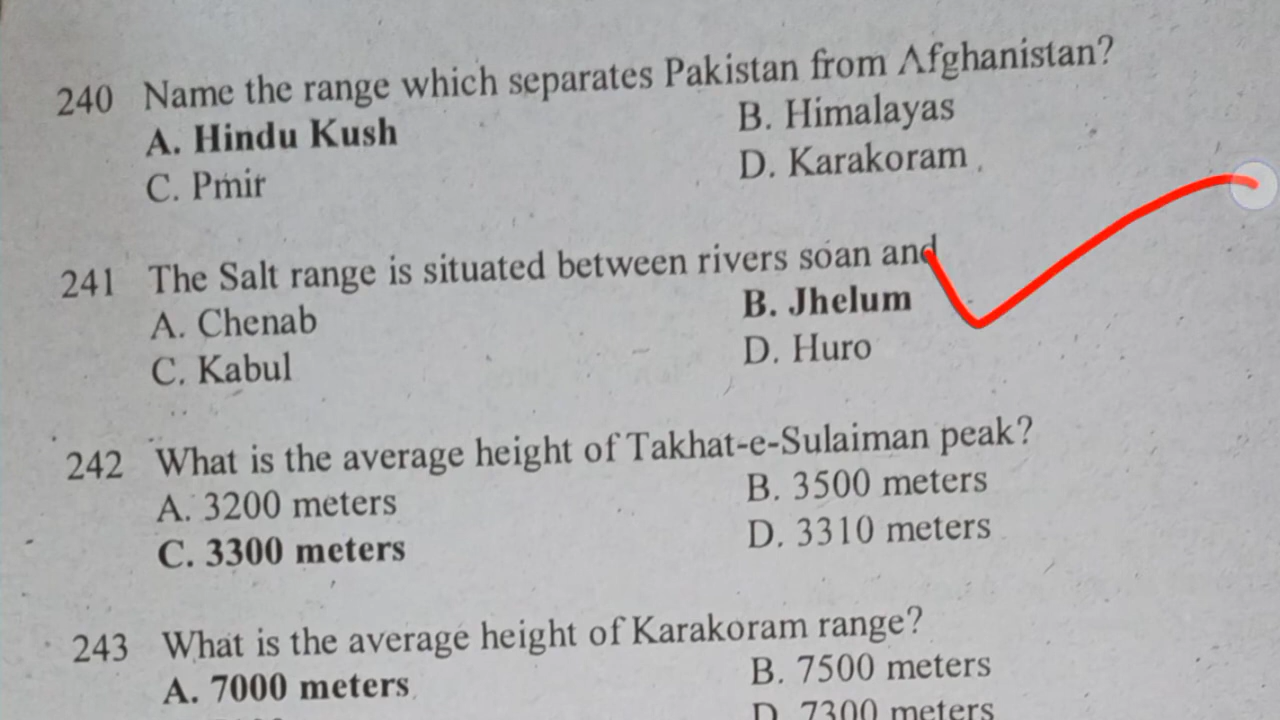 240 Name the range which separates Pakistan from Afghanistan?
A. Hindu Kush B. Himalayas
C. Pmir D. Karakoram
241 The Salt range is situated between rivers soan and
A. Chenab B. Jhelum
C. Kabul D. Huro
242 What is the average height of Takhat-e-Sulaiman peak?
A. 3200 meters B. 3500 meters
C. 3300 meters D. 3310 meters
243 What is the average height of Karakoram range?
A. 7000 meters B. 7500 meters
D. 7300 meters